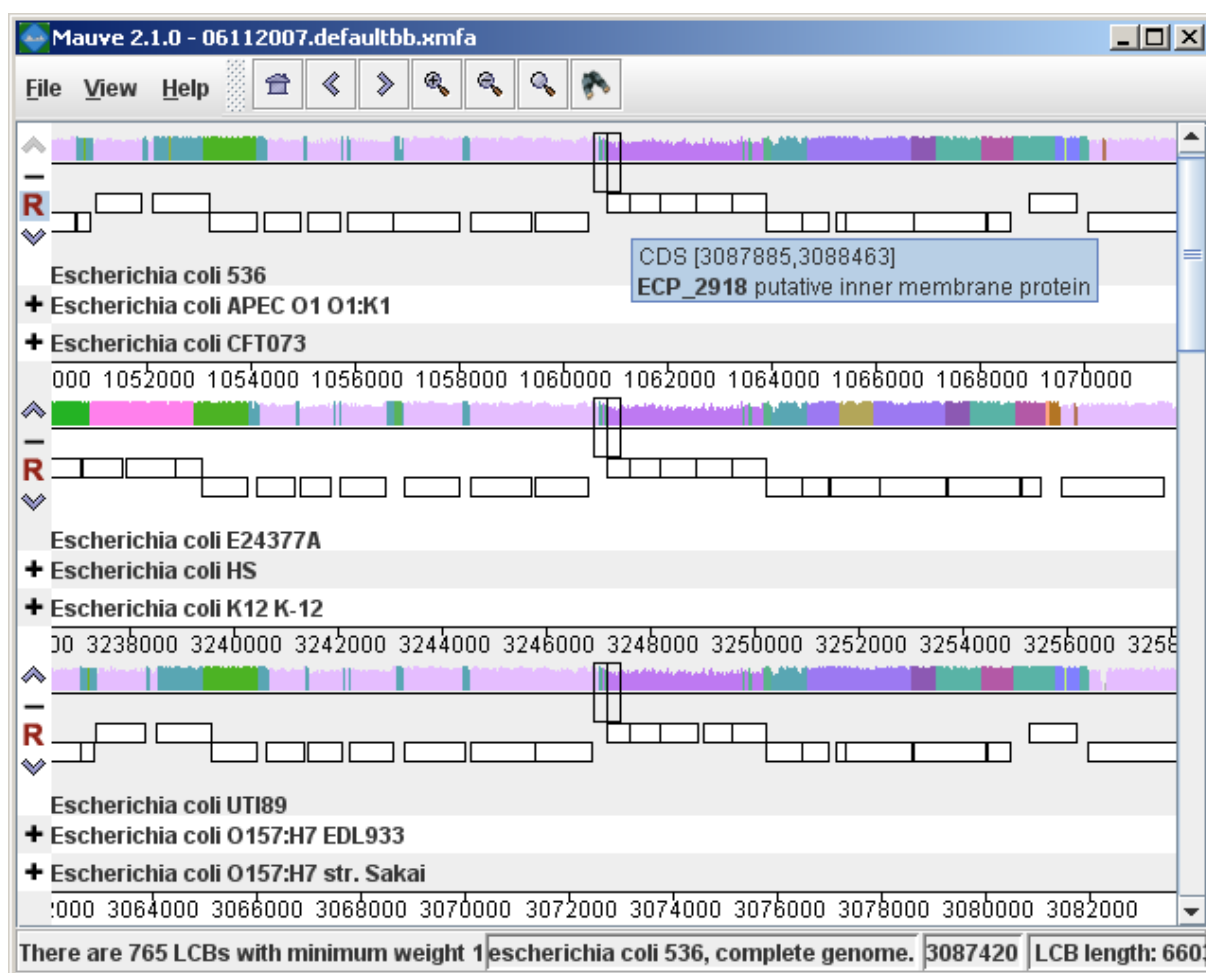 Mauve 2.1.0 - 06112007.defaultbb.xmfa
File View Help
R
CDS [3087885,3088463]
ECP_2918 putative inner membrane protein
Escherichia coli 536
Escherichia coli APEC O1 O1:K1
Escherichia coli CFT073
000 1052000 1054000 1056000 1058000 1060000 1062000 1064000 1066000 1068000 1070000
R
Escherichia coli E24377A
Escherichia coli HS
Escherichia coli K12 K-12
00 3238000 3240000 3242000 3244000 3246000 3248000 3250000 3252000 3254000 3256000 3258
R
Escherichia coli UTI89
Escherichia coli O157:H7 EDL933
Escherichia coli O157:H7 str. Sakai
:000 3064000 3066000 3068000 3070000 3072000 3074000 3076000 3078000 3080000 3082000
There are 765 LCBs with minimum weight 1 escherichia coli 536, complete genome. 3087420 LCB length: 660